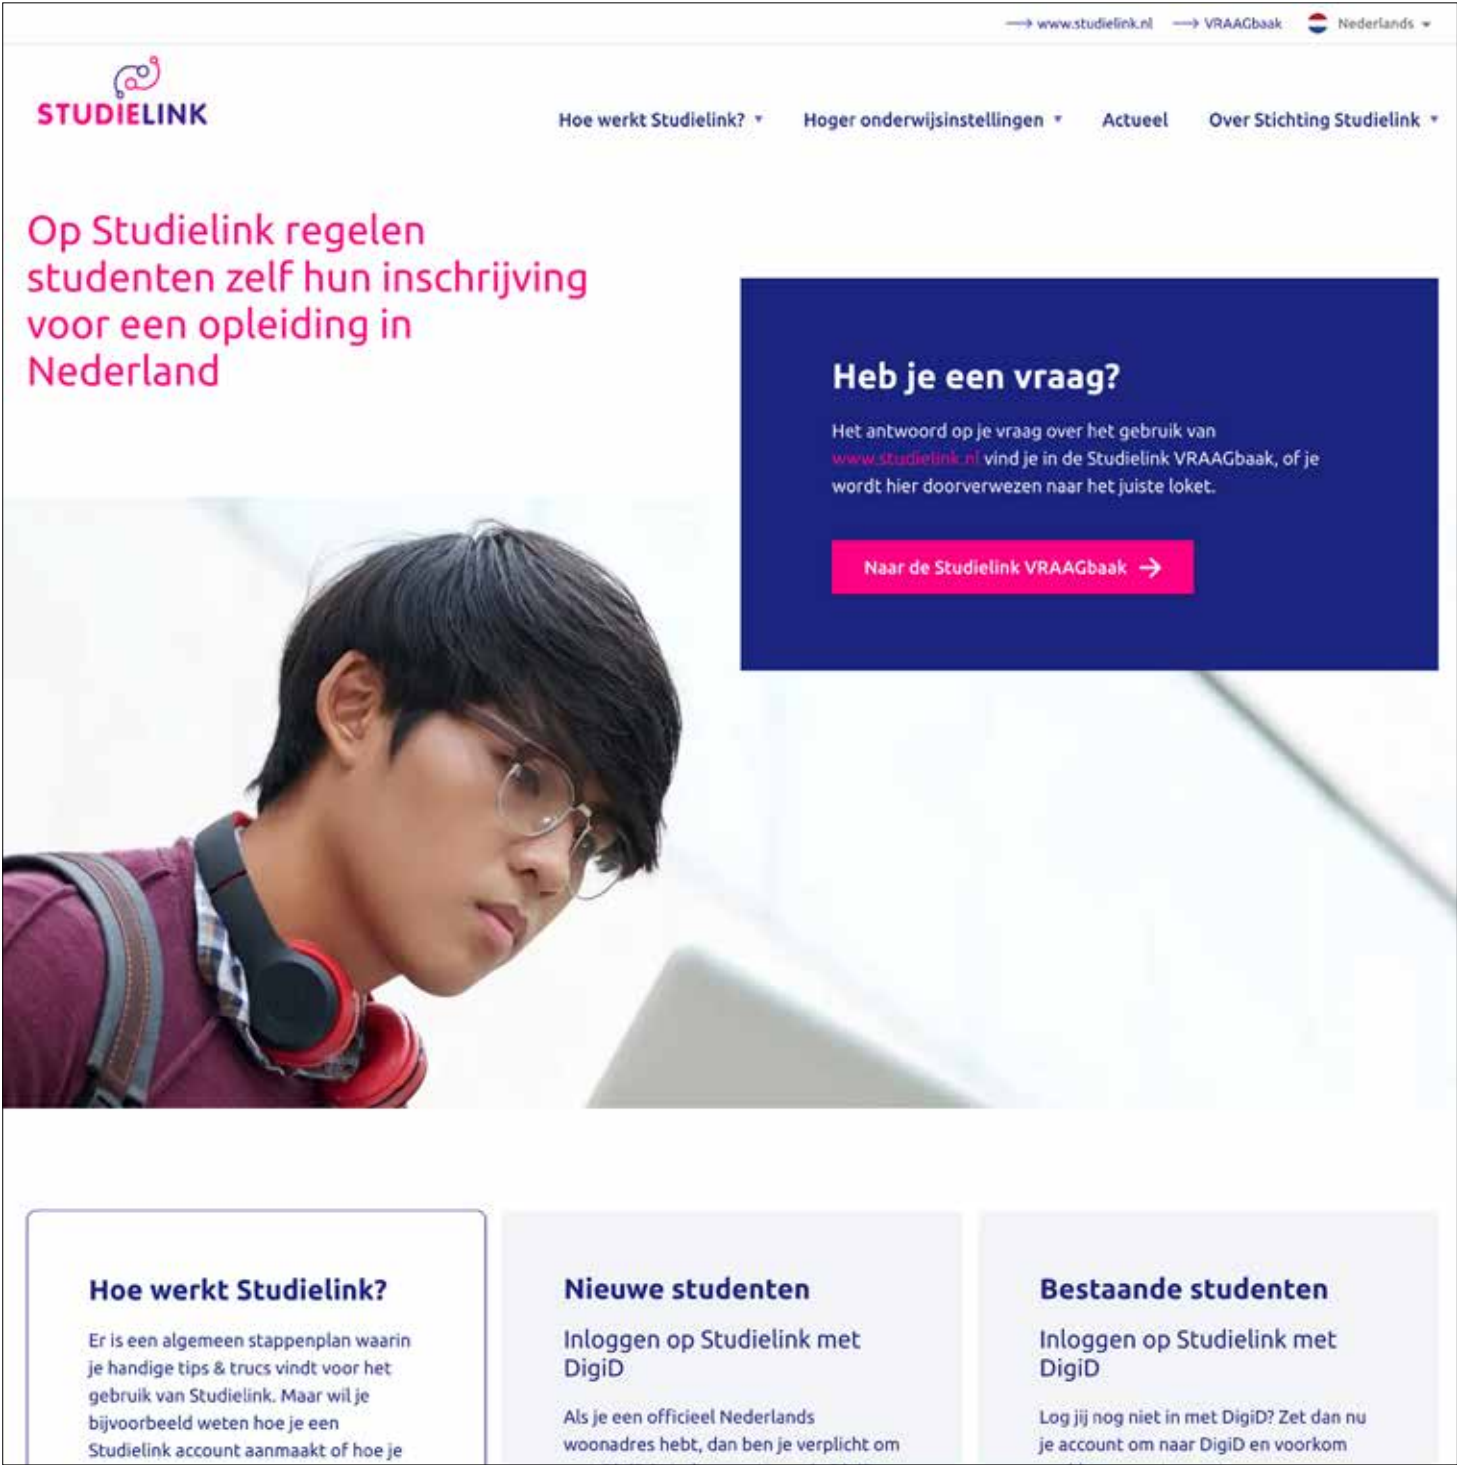 www.studielink.nl VRAAGbaak Nederlands
STUDIELINK
Hoe werkt Studielink? Hoger onderwijsinstellingen Actueel Over Stichting Studielink
Op Studielink regelen
studenten zelf hun inschrijving
voor een opleiding in
Nederland
Heb je een vraag?
Het antwoord op je vraag over het gebruik van
www.studielink.nl vind je in de Studielink VRAAGbaak, of je
wordt hier doorverwezen naar het juiste loket.
Naar de Studielink VRAAGbaak
Hoe werkt Studielink?
Er is een algemeen stappenplan waarin
je handige tips & trucs vindt voor het
gebruik van Studielink. Maar wil je
bijvoorbeeld weten hoe je een
Studielink account aanmaakt of hoe je
Nieuwe studenten
Inloggen op Studielink met
DigiD
Als je een officieel Nederlands
woonadres hebt, dan ben je verplicht om
Bestaande studenten
Inloggen op Studielink met
DigiD
Log jij nog niet in met DigiD? Zet dan nu
je account om naar DigiD en voorkom